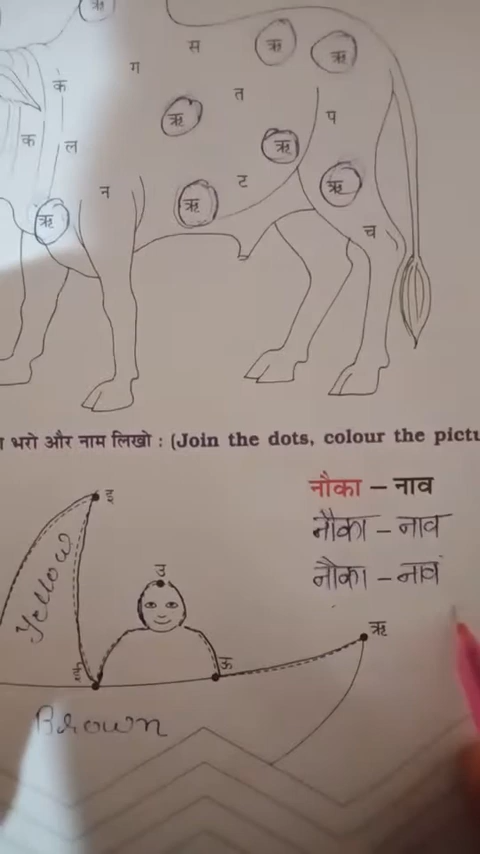 ऋ
स ऋ ऋ
ग
क
त
ऋ प
क ल ऋ
न ट ऋ
ऋ ऋ
च
भरो और नाम लिखो : (Join the dots, colour the pictu
इ
नौका – नाव
नौका – नाव
नौका – नाव
Yellow
उ
ऋ
ऊ
Brown